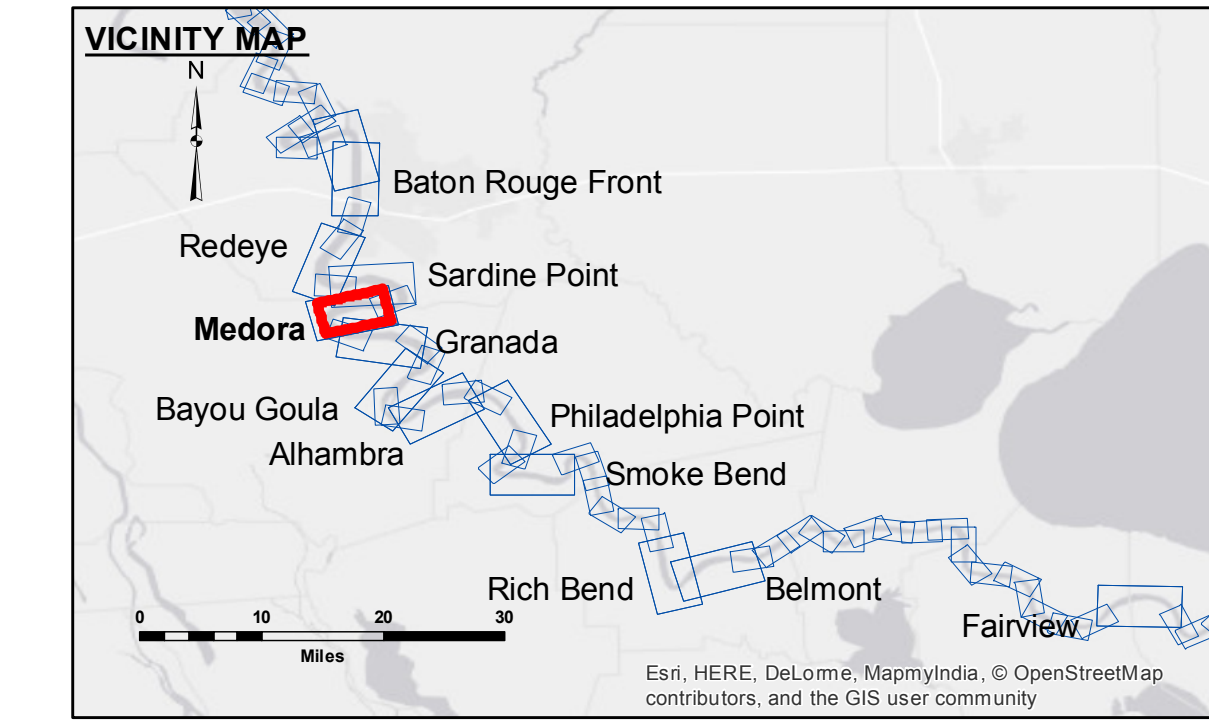 VICINITY MAP
N
Baton Rouge Front
Redeye
Sardine Point
Medora
Granada
Bayou Goula
Philadelphia Point
Alhambra
Smoke Bend
Rich Bend
Belmont
Fairview
0 10 20 30
Miles
Esri, HERE, DeLorme, MapmyIndia, © OpenStreetMap
contributors, and the GIS user community